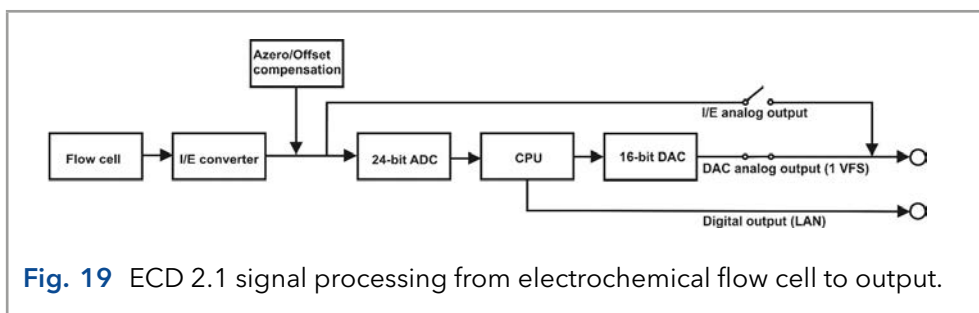 Azero/Offset
compensation
I/E analog output
Flow cell
I/E converter
24-bit ADC
CPU
16-bit DAC
DAC analog output (1 VFS)
Digital output (LAN)
Fig. 19 ECD 2.1 signal processing from electrochemical flow cell to output.